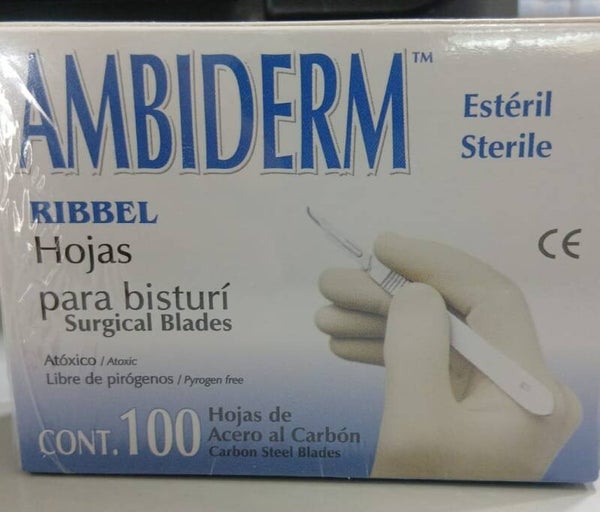 AMBIDERM™
Estéril
Sterile
RIBBEL
Hojas
para bisturí
Surgical Blades
CE
Atóxico / Atoxic
Libre de pirógenos / Pyrogen free
CONT. 100 Hojas de
Acero al Carbón
Carbon Steel Blades